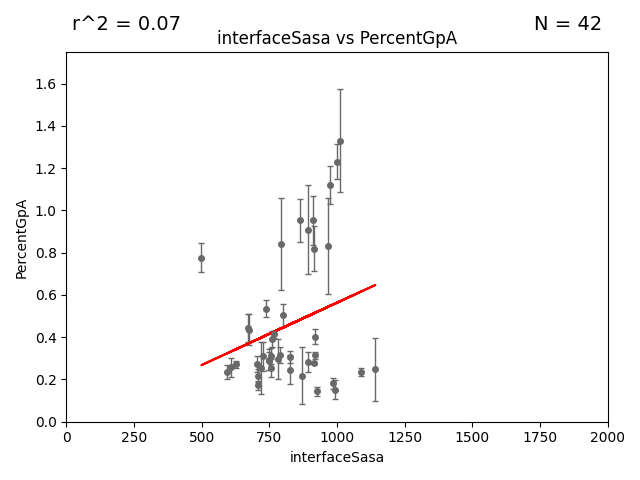 r^2 = 0.07
N = 42
interfaceSasa vs PercentGpA
PercentGpA
1.6
1.4
1.2
1.0
0.8
0.6
0.4
0.2
0.0
0 250 500 750 1000 1250 1500 1750 2000
interfaceSasa